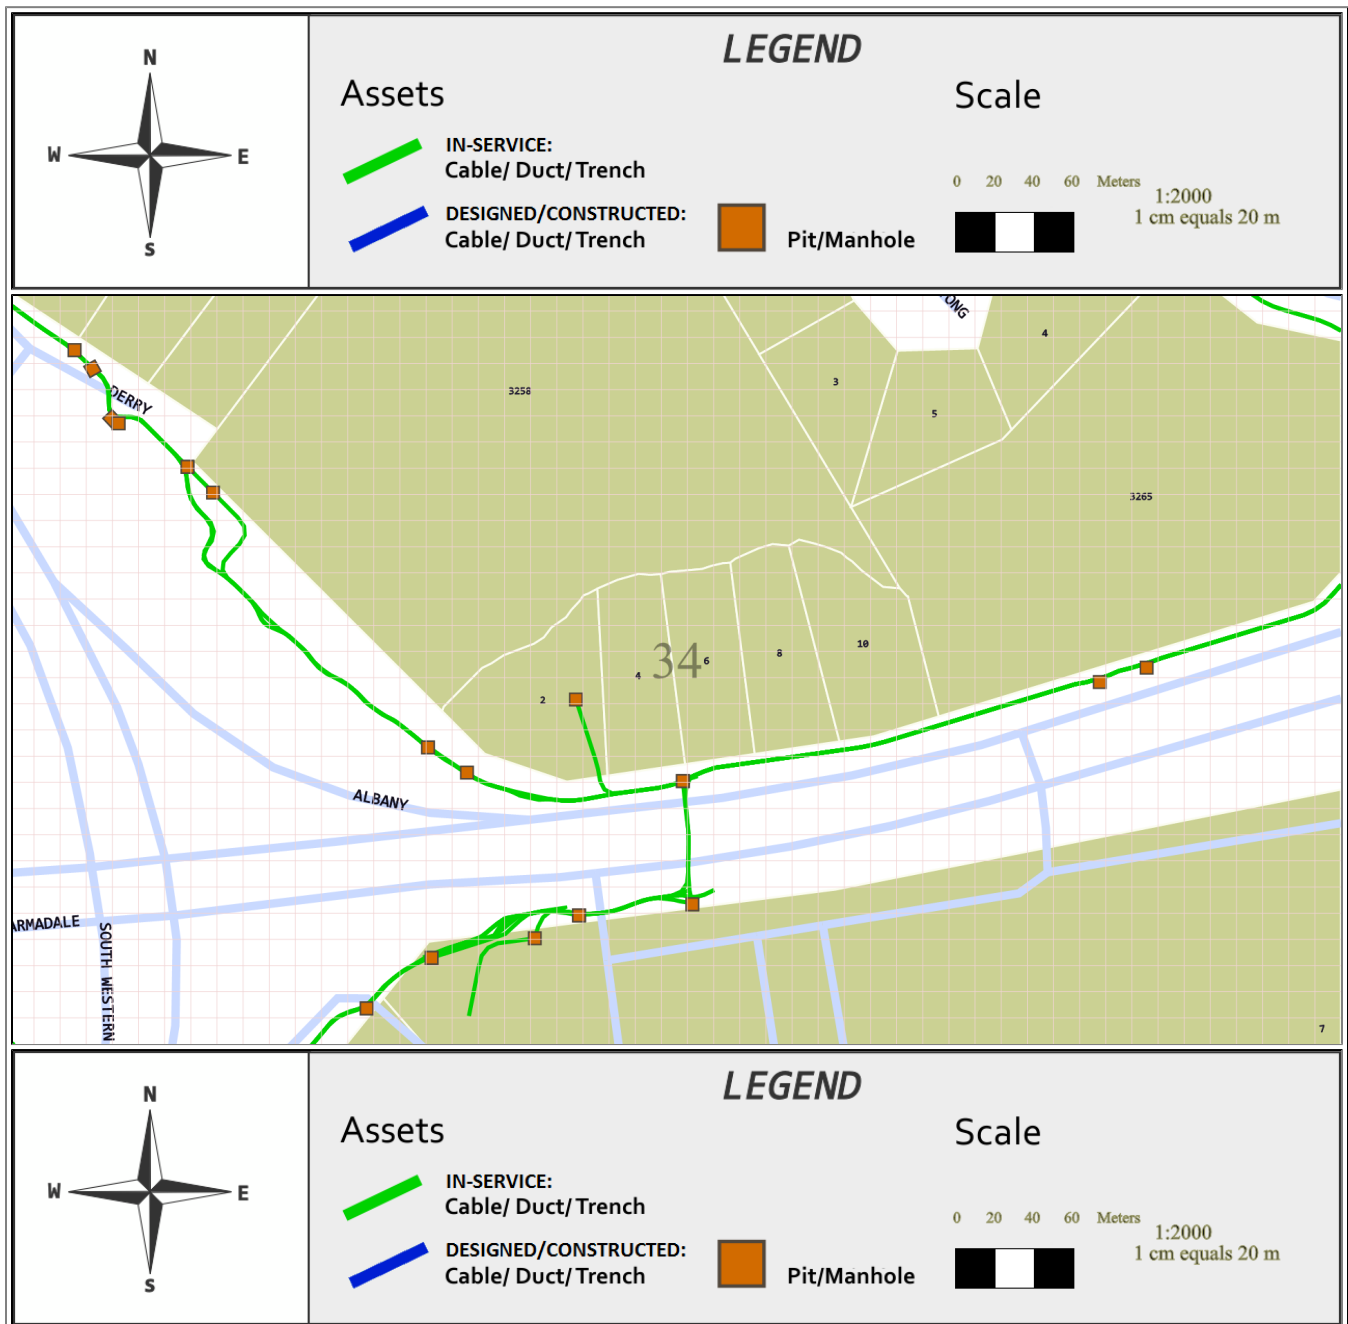 N
W
E
S
LEGEND
Assets
Scale
IN-SERVICE:
Cable/ Duct/ Trench
DESIGNED/CONSTRUCTED:
Cable/ Duct/ Trench
Pit/Manhole
0 20 40 60 Meters
1:2000
1 cm equals 20 m
DERRY
3258
3
5
4
3265
34
2
4
6
8
10
ALBANY
ARMADALE
SOUTH WESTERN
7
N
W
E
S
LEGEND
Assets
Scale
IN-SERVICE:
Cable/ Duct/ Trench
DESIGNED/CONSTRUCTED:
Cable/ Duct/ Trench
Pit/Manhole
0 20 40 60 Meters
1:2000
1 cm equals 20 m